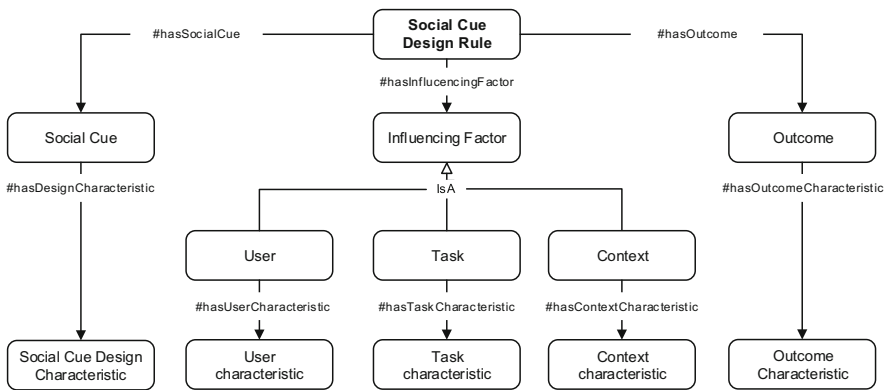 Social Cue
Design Rule
#hasSocialCue
#hasOutcome
#hasInflucencingFactor
Social Cue
Influencing Factor
Outcome
#hasDesignCharacteristic
IsA
#hasOutcomeCharacteristic
User
Task
Context
#hasUserCharacteristic
#hasTaskCharacteristic
#hasContextCharacteristic
Social Cue Design
Characteristic
User
characteristic
Task
characteristic
Context
characteristic
Outcome
Characteristic